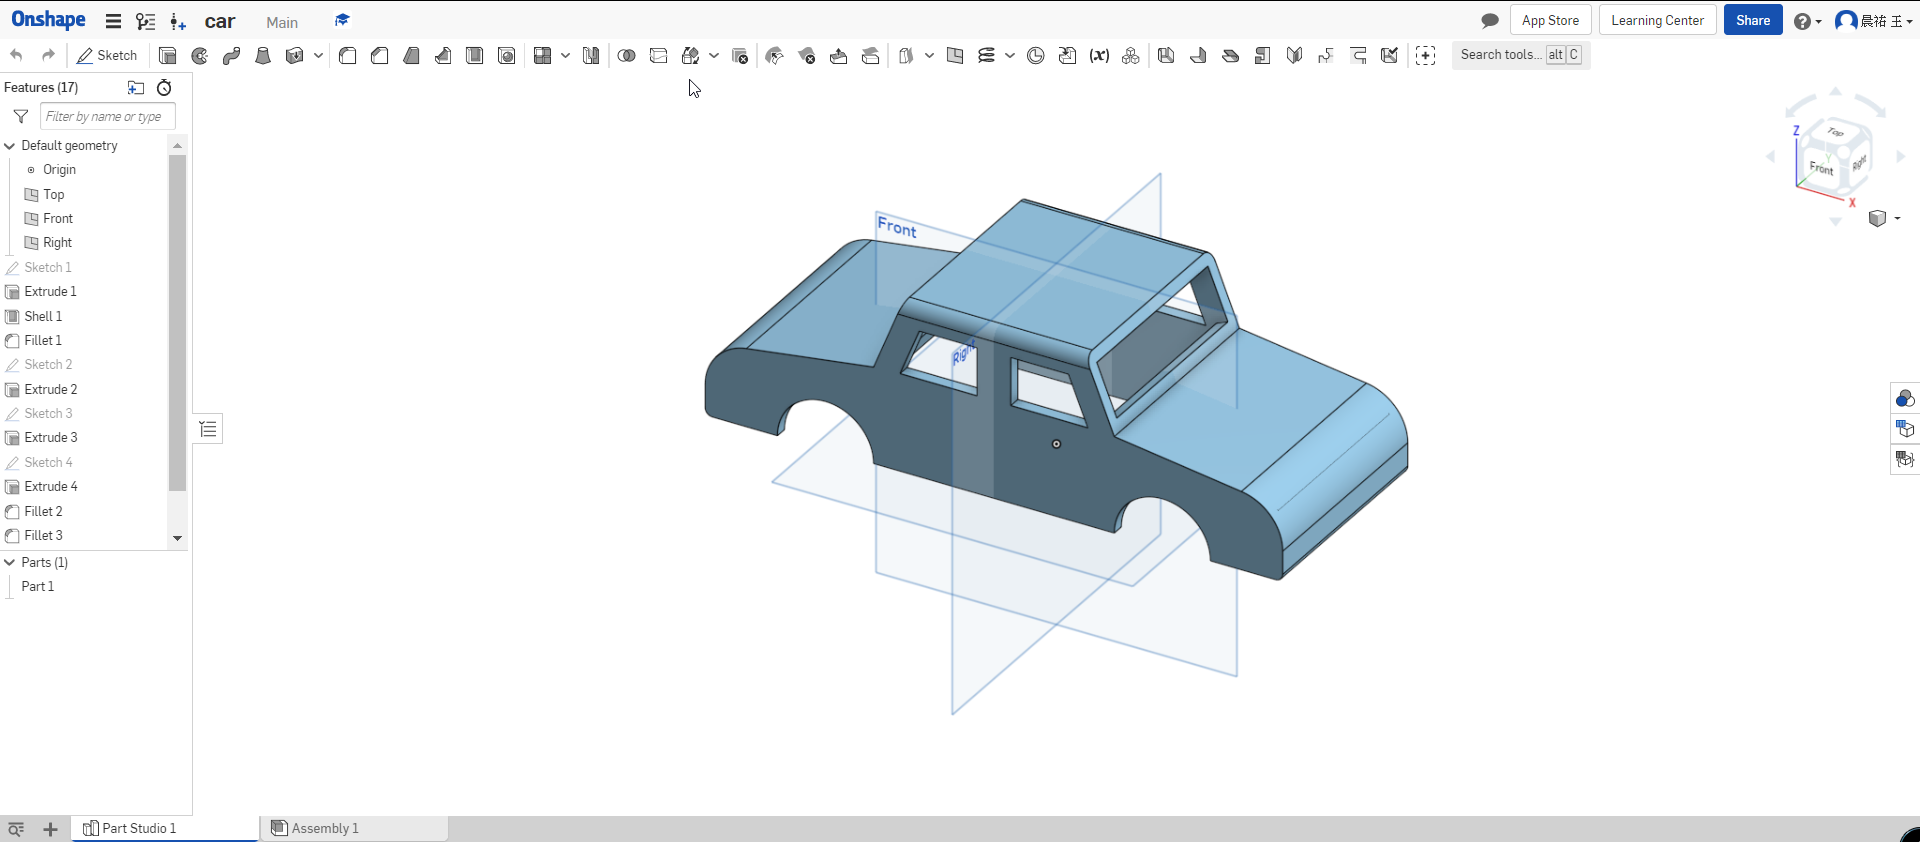 Onshape
car
Main
App Store
Learning Center
Share
晨祐 王
Sketch
(x)
Search tools... alt C
Features (17)
Filter by name or type
Default geometry
Origin
Top
Front
Right
Sketch 1
Extrude 1
Shell 1
Fillet 1
Sketch 2
Extrude 2
Sketch 3
Extrude 3
Sketch 4
Extrude 4
Fillet 2
Fillet 3
Parts (1)
Part 1
Front
Right
Z
Top
Y
Front
Right
X
Part Studio 1
Assembly 1